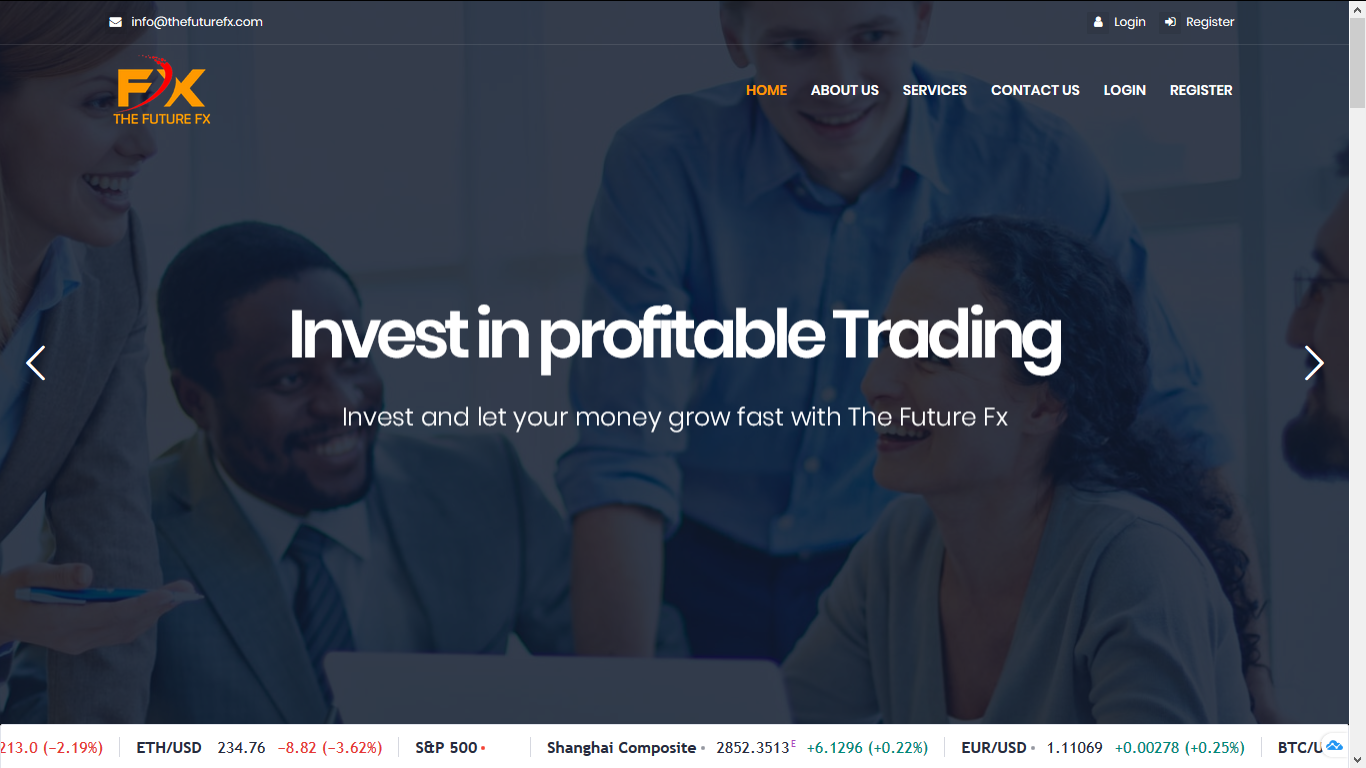 info@thefuturefx.com
Login
Register
FX
THE FUTURE FX
HOME ABOUT US SERVICES CONTACT US LOGIN REGISTER
Invest in profitable Trading
Invest and let your money grow fast with The Future Fx
213.0 (−2.19%) ETH/USD 234.76 −8.82 (−3.62%) S&P 500 Shanghai Composite 2852.3513 E +6.1296 (+0.22%) EUR/USD 1.11069 +0.00278 (+0.25%)